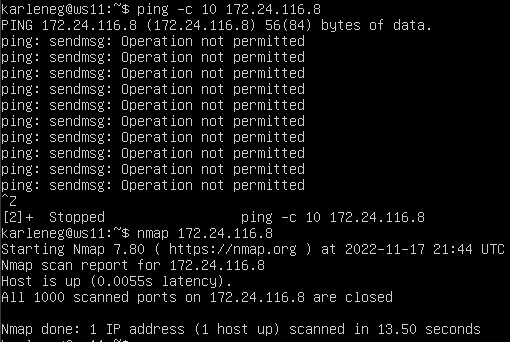 karleneg@ws11:~$ ping -c 10 172.24.116.8
PING 172.24.116.8 (172.24.116.8) 56(84) bytes of data.
ping: sendmsg: Operation not permitted
ping: sendmsg: Operation not permitted
ping: sendmsg: Operation not permitted
ping: sendmsg: Operation not permitted
ping: sendmsg: Operation not permitted
ping: sendmsg: Operation not permitted
ping: sendmsg: Operation not permitted
ping: sendmsg: Operation not permitted
ping: sendmsg: Operation not permitted
ping: sendmsg: Operation not permitted
^Z
[2]+  Stopped                 ping -c 10 172.24.116.8
karleneg@ws11:~$ nmap 172.24.116.8
Starting Nmap 7.80 ( https://nmap.org ) at 2022-11-17 21:44 UTC
Nmap scan report for 172.24.116.8
Host is up (0.0055s latency).
All 1000 scanned ports on 172.24.116.8 are closed

Nmap done: 1 IP address (1 host up) scanned in 13.50 seconds